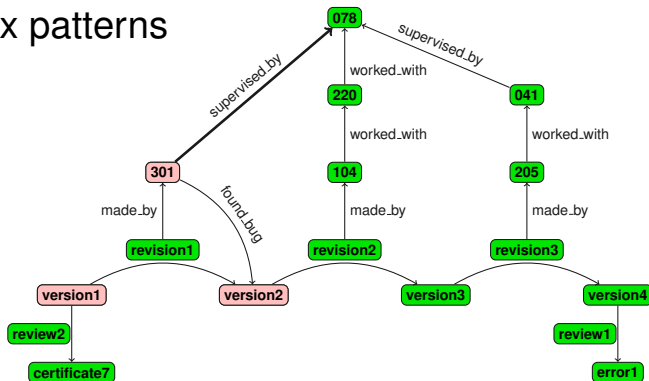 x patterns
078
supervised_by
supervised_by
worked_with
220
041
worked_with
worked_with
301
104
205
found_bug
made_by
made_by
made_by
revision1
revision2
revision3
version1
version2
version3
version4
review2
review1
certificate7
error1